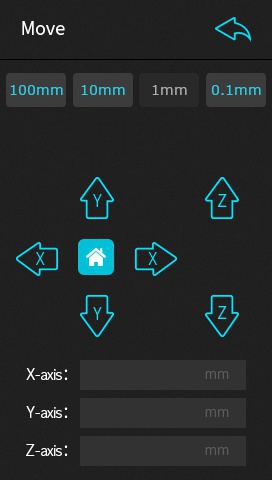 Move
100mm 10mm 1mm 0.1mm
Y Z
X X
Y Z
X-axis: mm
Y-axis: mm
Z-axis: mm